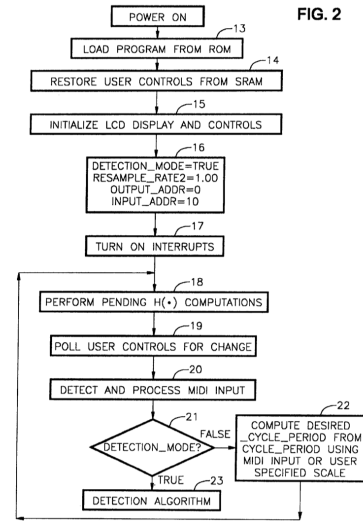 FIG. 2
POWER ON
13
LOAD PROGRAM FROM ROM
14
RESTORE USER CONTROLS FROM SRAM
15
INITIALIZE LCD DISPLAY AND CONTROLS
16
DETECTION_MODE=TRUE
RESAMPLE_RATE2=1.00
OUTPUT_ADDR=0
INPUT_ADDR=10
17
TURN ON INTERRUPTS
18
PERFORM PENDING H(•) COMPUTATIONS
19
POLL USER CONTROLS FOR CHANGE
20
DETECT AND PROCESS MIDI INPUT
21
DETECTION_MODE?
FALSE
22
COMPUTE DESIRED
_CYCLE_PERIOD FROM
CYCLE_PERIOD USING
MIDI INPUT OR USER
SPECIFIED SCALE
TRUE
23
DETECTION ALGORITHM